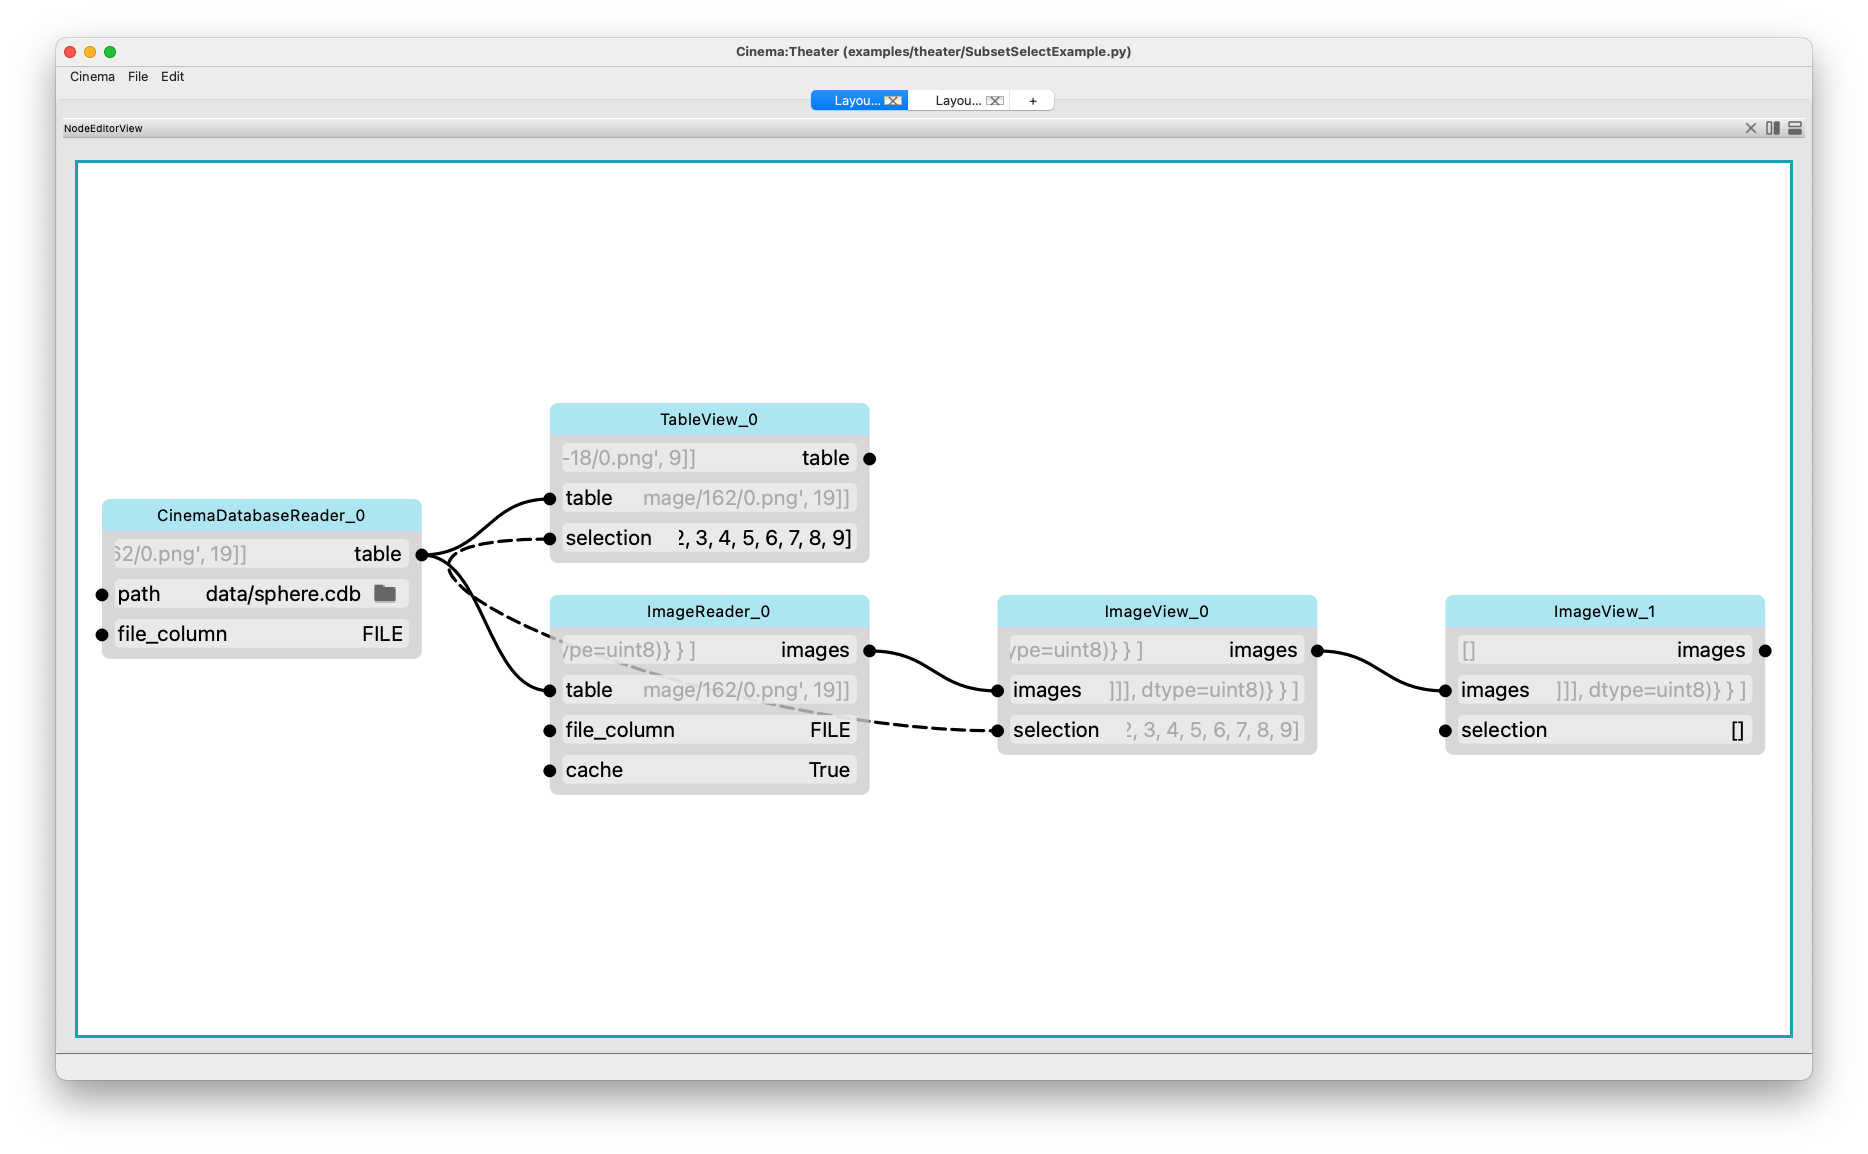 Cinema:Theater (examples/theater/SubsetSelectExample.py)
Cinema File Edit
Layou... Layou... +
NodeEditorView
TableView_0
-18/0.png', 9]] table
table mage/162/0.png', 19]]
selection 2, 3, 4, 5, 6, 7, 8, 9]
CinemaDatabaseReader_0
62/0.png', 19]] table
path data/sphere.cdb
file_column FILE
ImageReader_0
ype=uint8)} } ] images
table mage/162/0.png', 19]]
file_column FILE
cache True
ImageView_0
ype=uint8)} } ] images
images ]]], dtype=uint8)} } ]
selection 2, 3, 4, 5, 6, 7, 8, 9]
ImageView_1
[] images
images ]]], dtype=uint8)} } ]
selection []